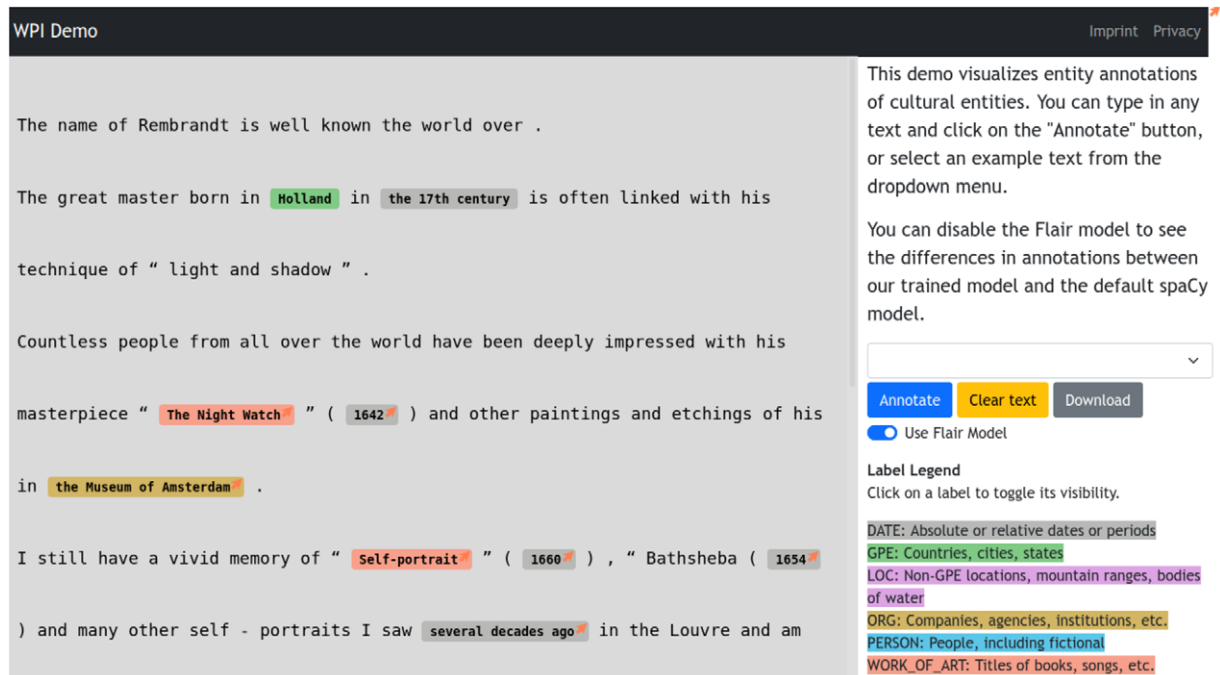 WPI Demo
Imprint Privacy
The name of Rembrandt is well known the world over .
The great master born in Holland in the 17th century is often linked with his
technique of “ light and shadow ” .
Countless people from all over the world have been deeply impressed with his
masterpiece “ The Night Watch ” ( 1642 ) and other paintings and etchings of his
in the Museum of Amsterdam .
I still have a vivid memory of “ Self-portrait ” ( 1660 ) , “ Bathsheba ( 1654
) and many other self - portraits I saw several decades ago in the Louvre and am
This demo visualizes entity annotations
of cultural entities. You can type in any
text and click on the "Annotate" button,
or select an example text from the
dropdown menu.
You can disable the Flair model to see
the differences in annotations between
our trained model and the default spaCy
model.
Annotate Clear text Download
Use Flair Model
Label Legend
Click on a label to toggle its visibility.
DATE: Absolute or relative dates or periods
GPE: Countries, cities, states
LOC: Non-GPE locations, mountain ranges, bodies
of water
ORG: Companies, agencies, institutions, etc.
PERSON: People, including fictional
WORK_OF_ART: Titles of books, songs, etc.